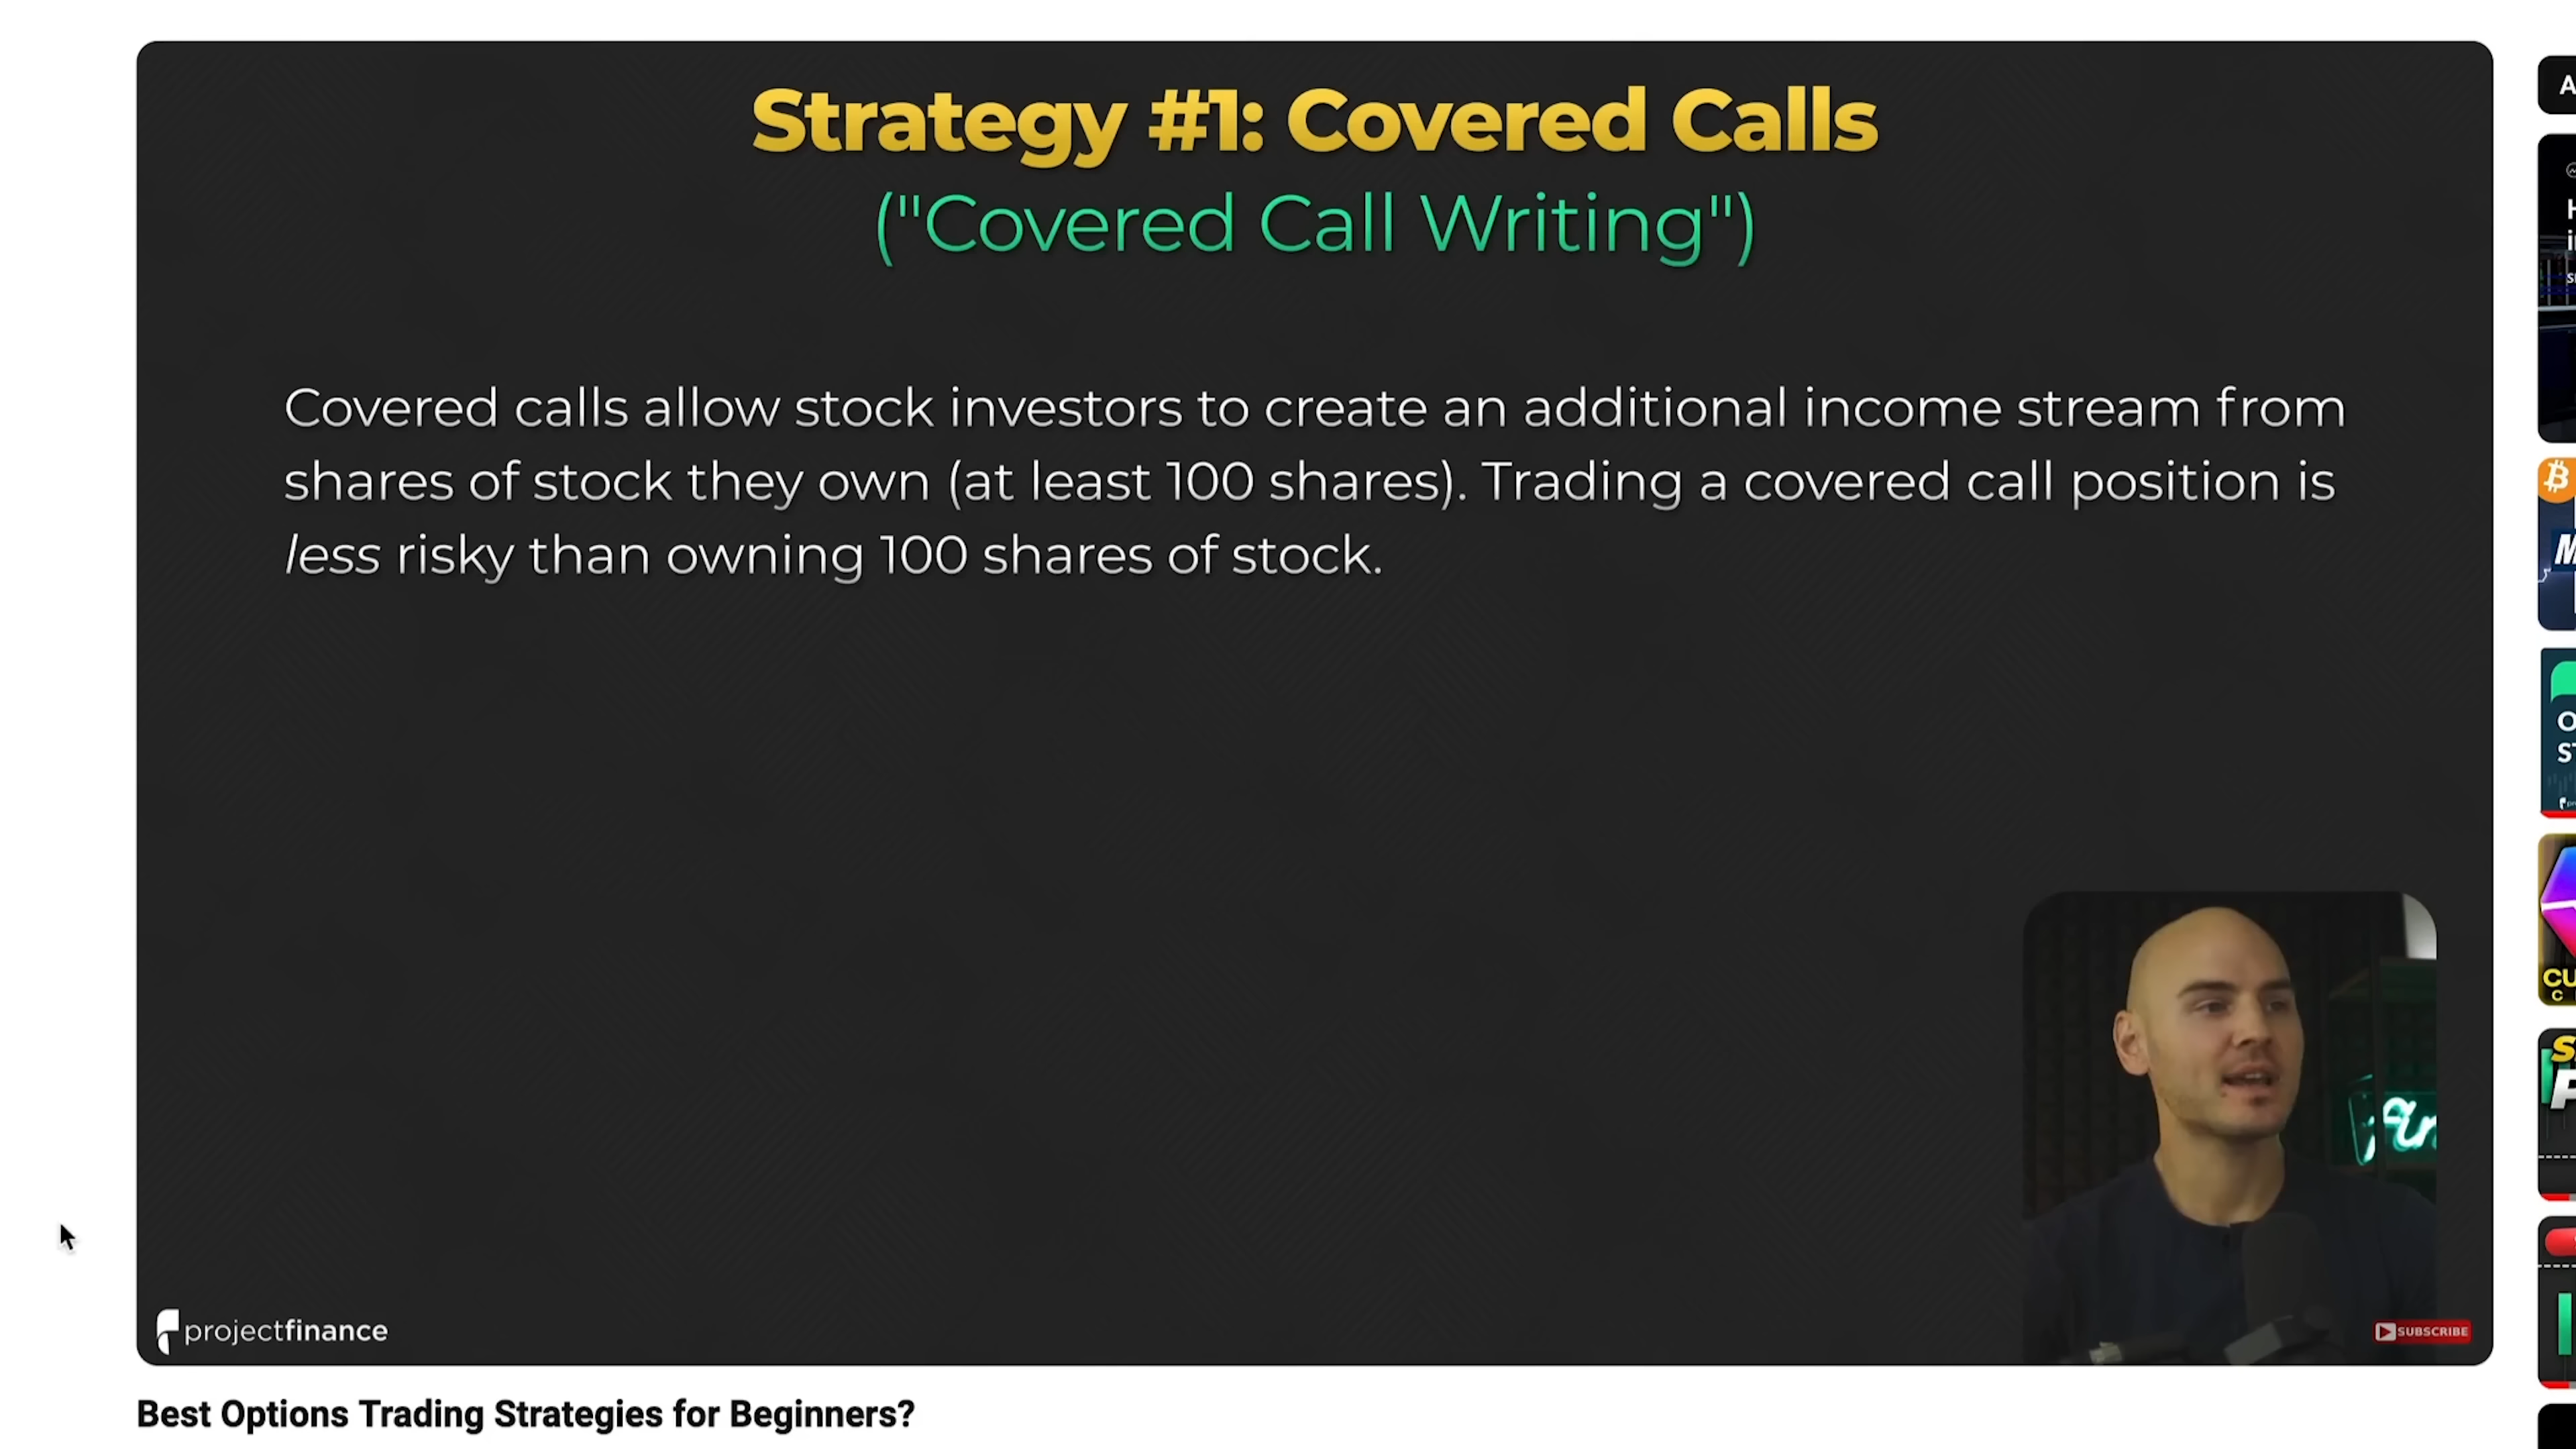 Strategy #1: Covered Calls
("Covered Call Writing")
Covered calls allow stock investors to create an additional income stream from
shares of stock they own (at least 100 shares). Trading a covered call position is
less risky than owning 100 shares of stock.
projectfinance
SUBSCRIBE
Best Options Trading Strategies for Beginners?